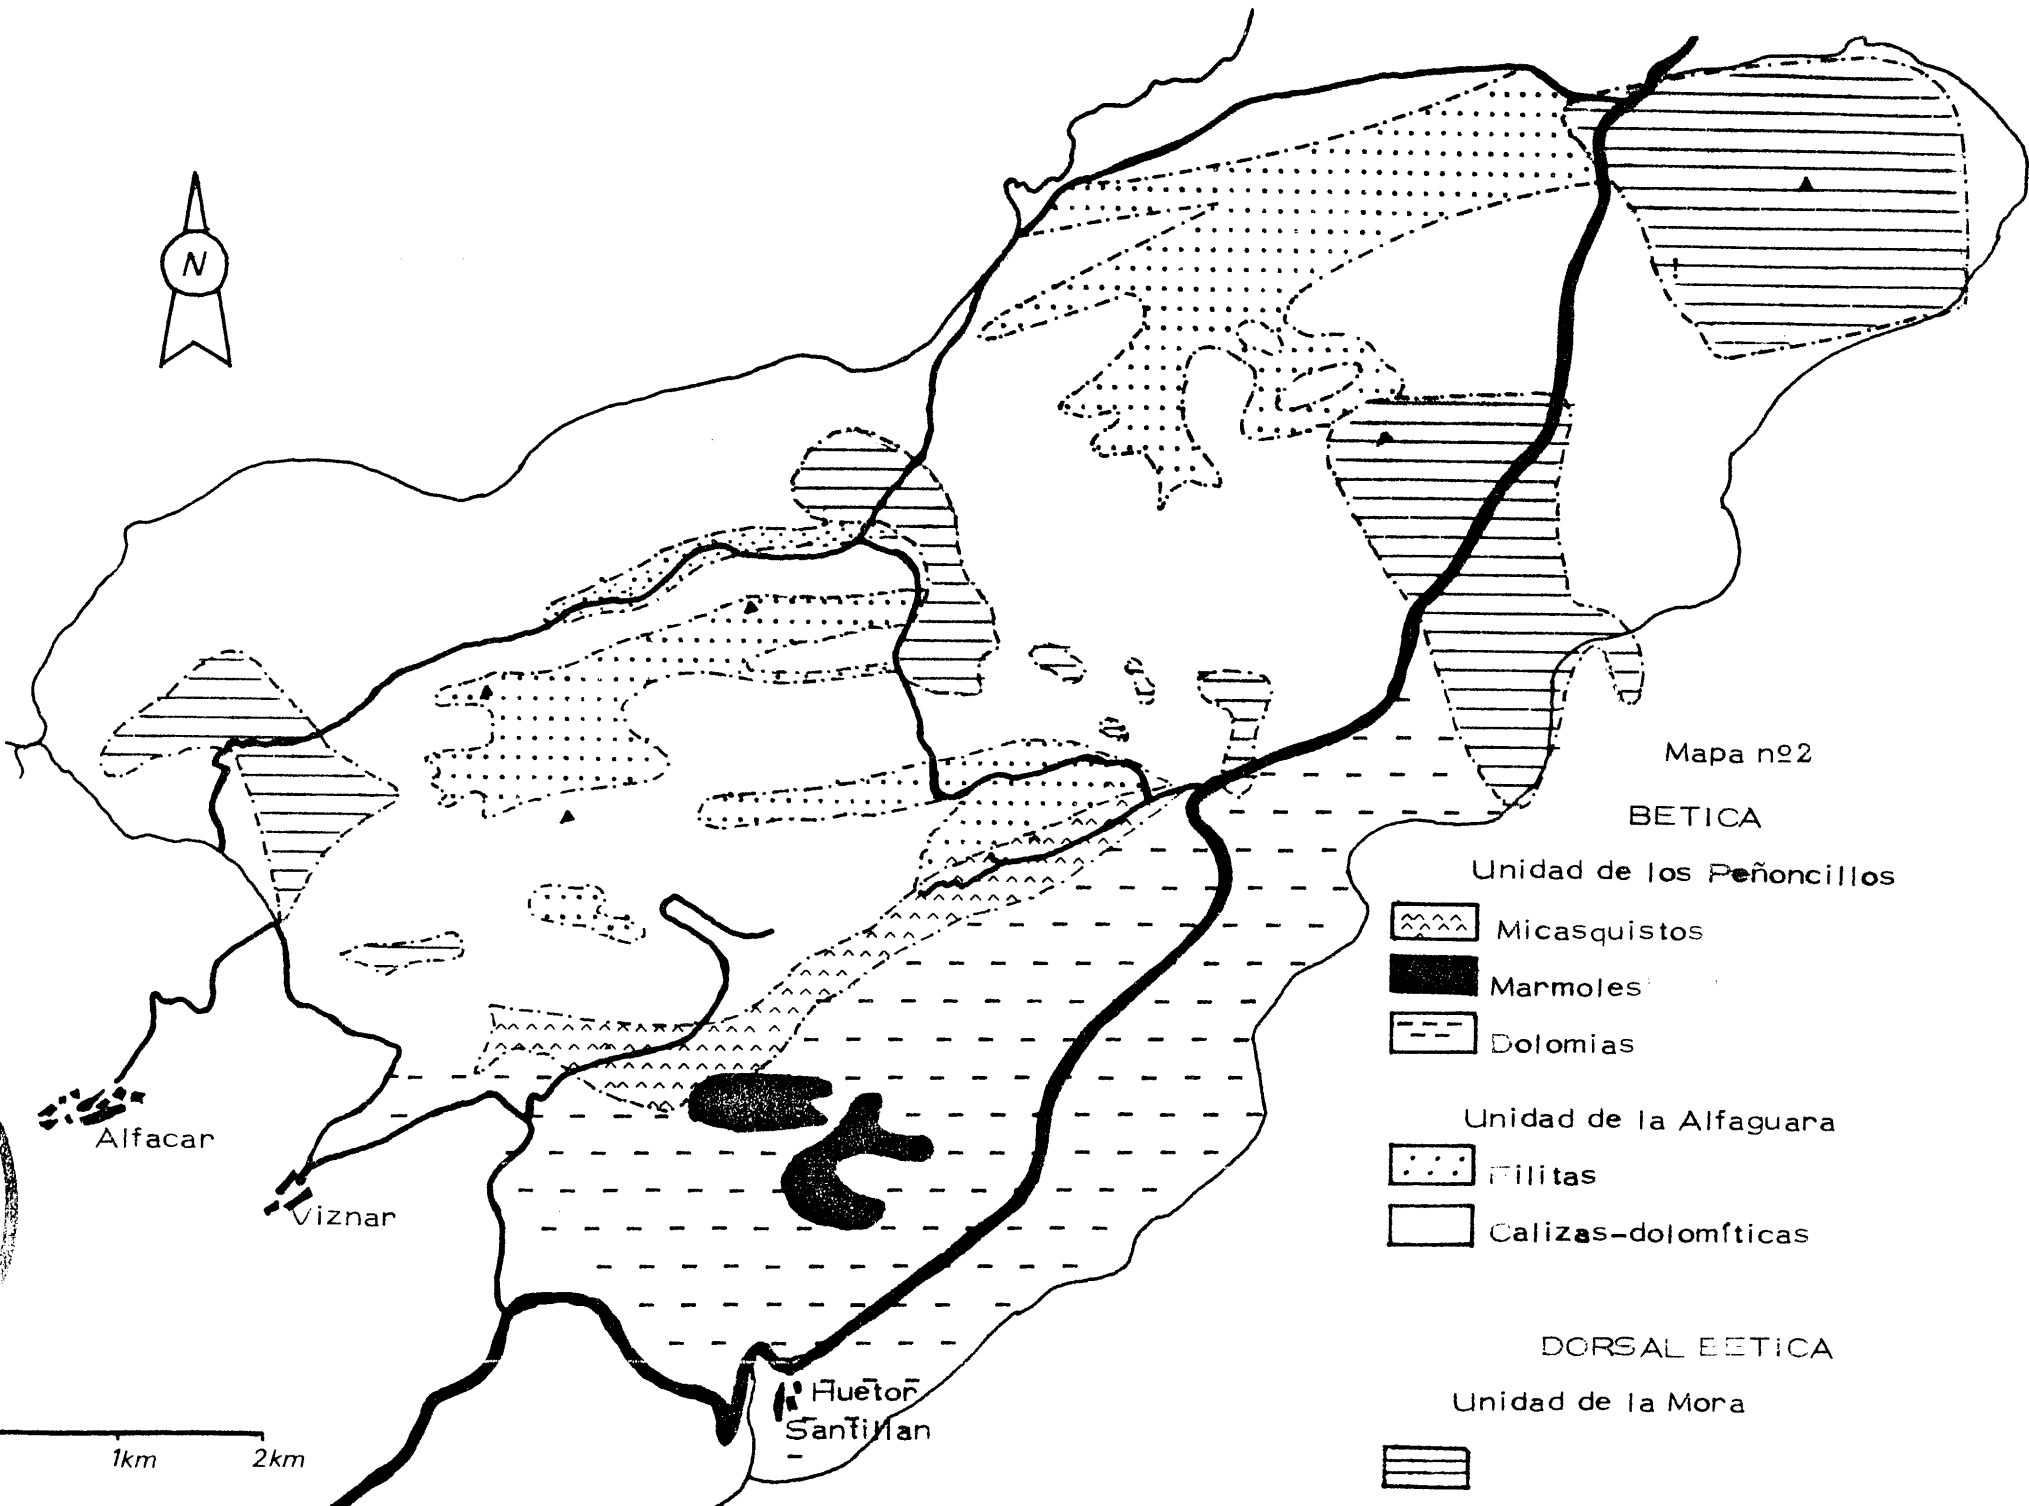 N
Mapa nº2
BETICA
Unidad de los Peñoncillos
Micasquistos
Marmoles
Dolomias
Unidad de la Alfaguara
Filitas
Calizas-dolomíticas
DORSAL BETICA
Unidad de la Mora
Alfacar
Viznar
Huetor
Santillan
1km
2km